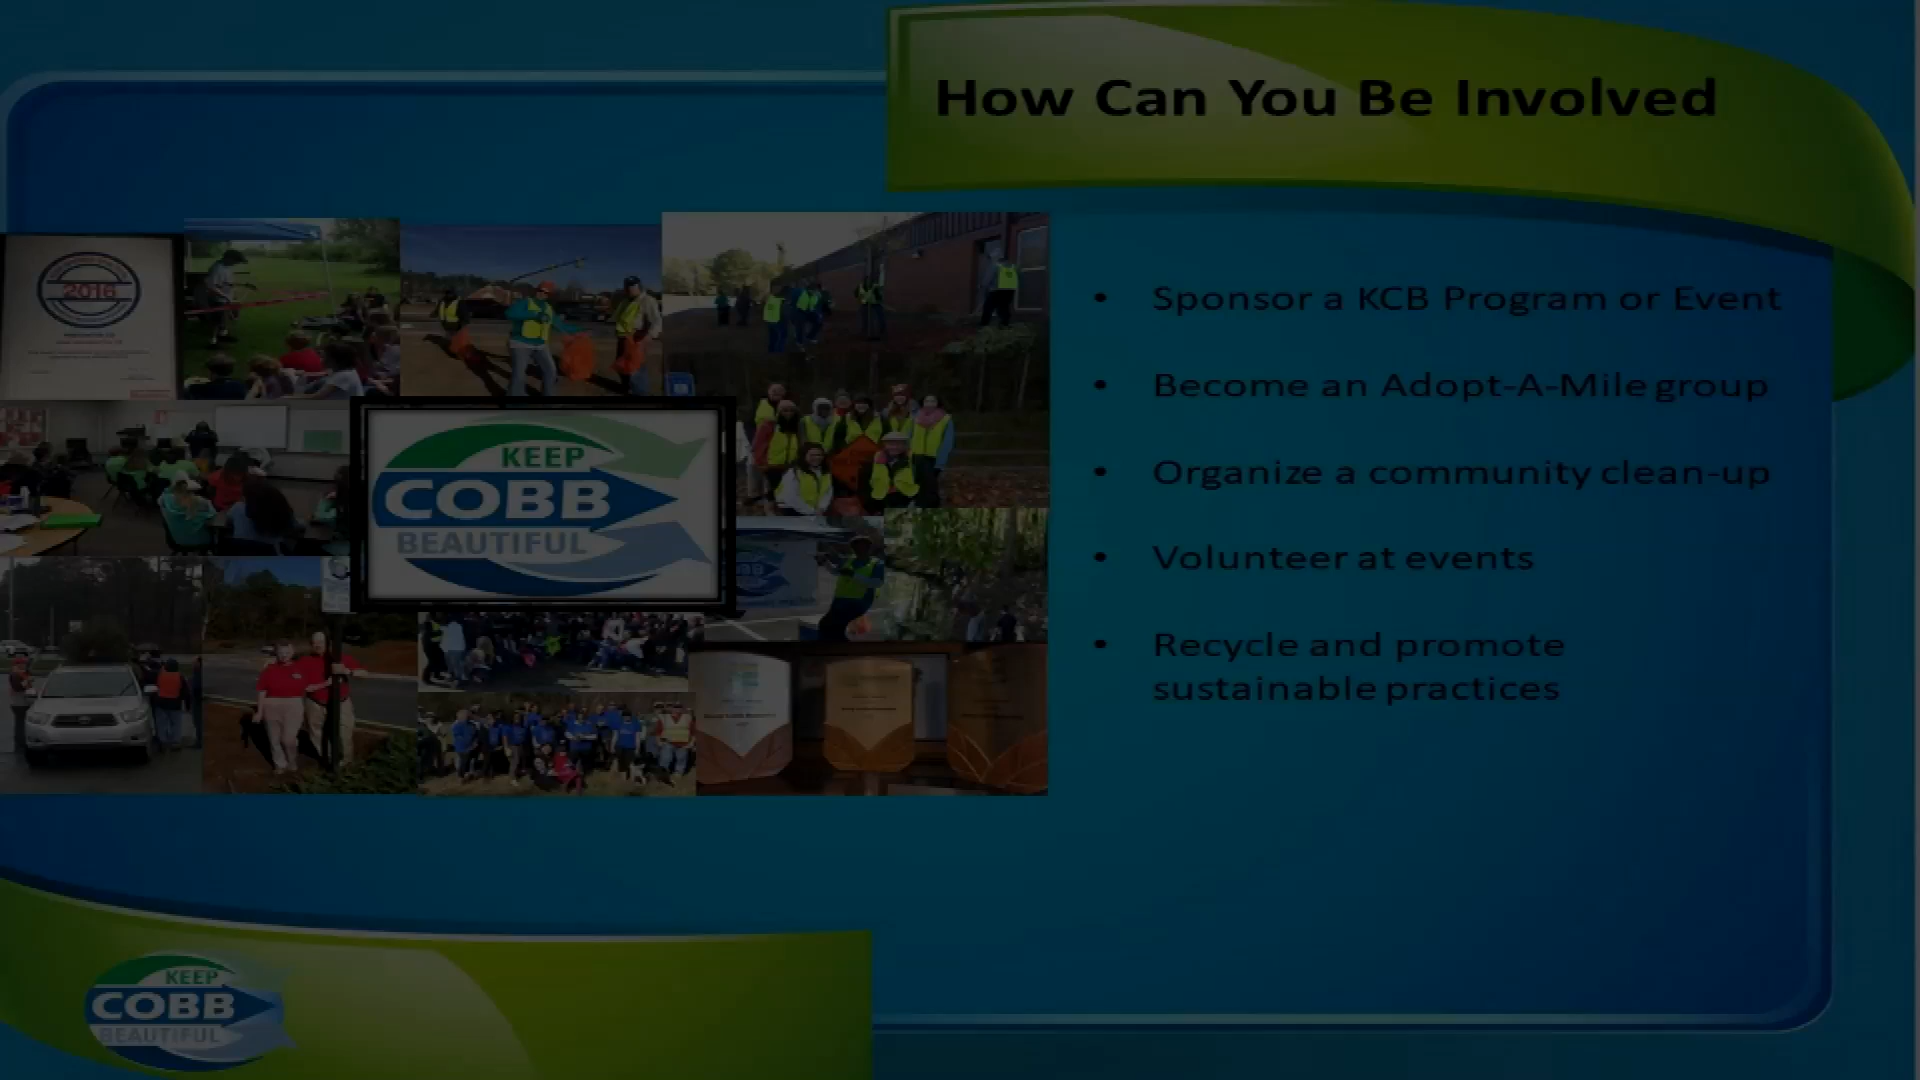 How Can You Be Involved
2016
KEEP
COBB
BEAUTIFUL
• Sponsor a KCB Program or Event
• Become an Adopt-A-Mile group
• Organize a community clean-up
• Volunteer at events
• Recycle and promote
sustainable practices
KEEP
COBB
BEAUTIFUL